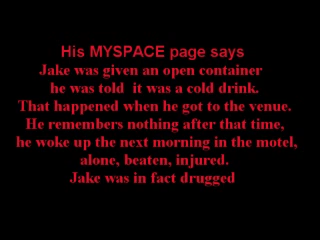 His MYSPACE page says
Jake was given an open container
he was told it was a cold drink.
That happened when he got to the venue.
He remembers nothing after that time,
he woke up the next morning in the motel,
alone, beaten, injured.
Jake was in fact drugged